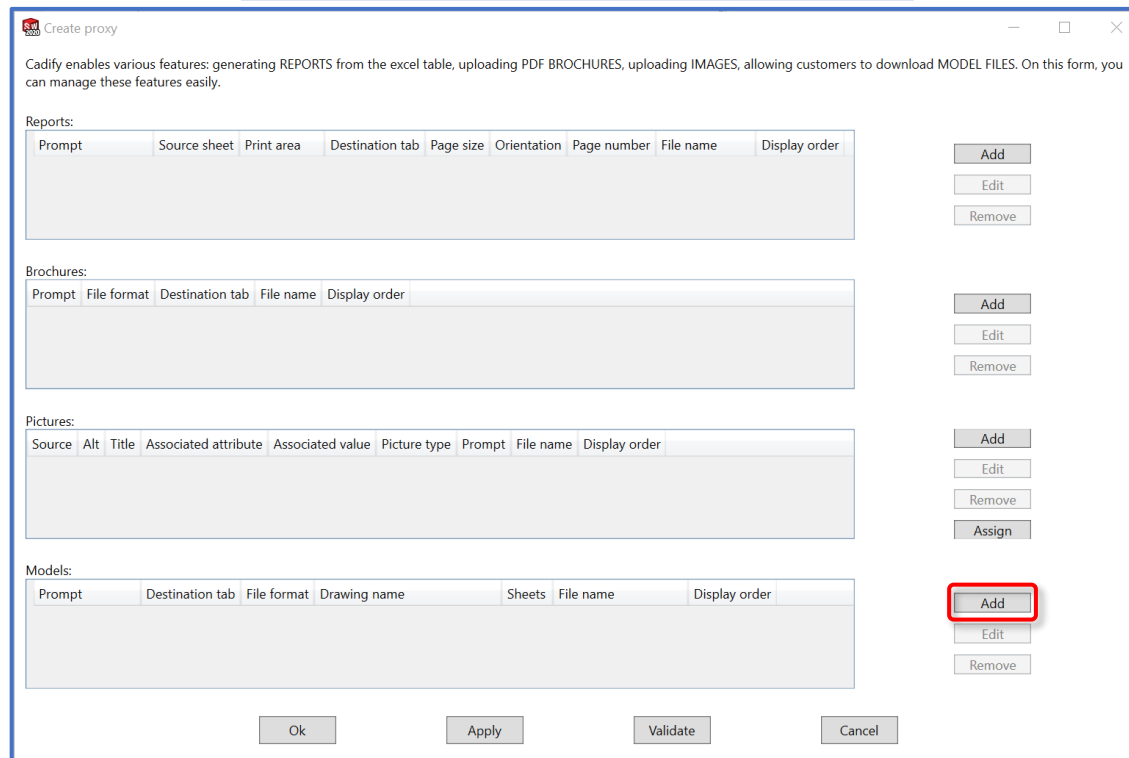 SW
2020
Create proxy
Cadify enables various features: generating REPORTS from the excel table, uploading PDF BROCHURES, uploading IMAGES, allowing customers to download MODEL FILES. On this form, you
can manage these features easily.
Reports:
Prompt Source sheet Print area Destination tab Page size Orientation Page number File name Display order
Add
Edit
Remove
Brochures:
Prompt File format Destination tab File name Display order
Add
Edit
Remove
Pictures:
Source Alt Title Associated attribute Associated value Picture type Prompt File name Display order
Add
Edit
Remove
Assign
Models:
Prompt Destination tab File format Drawing name Sheets File name Display order
Add
Edit
Remove
Ok Apply Validate Cancel